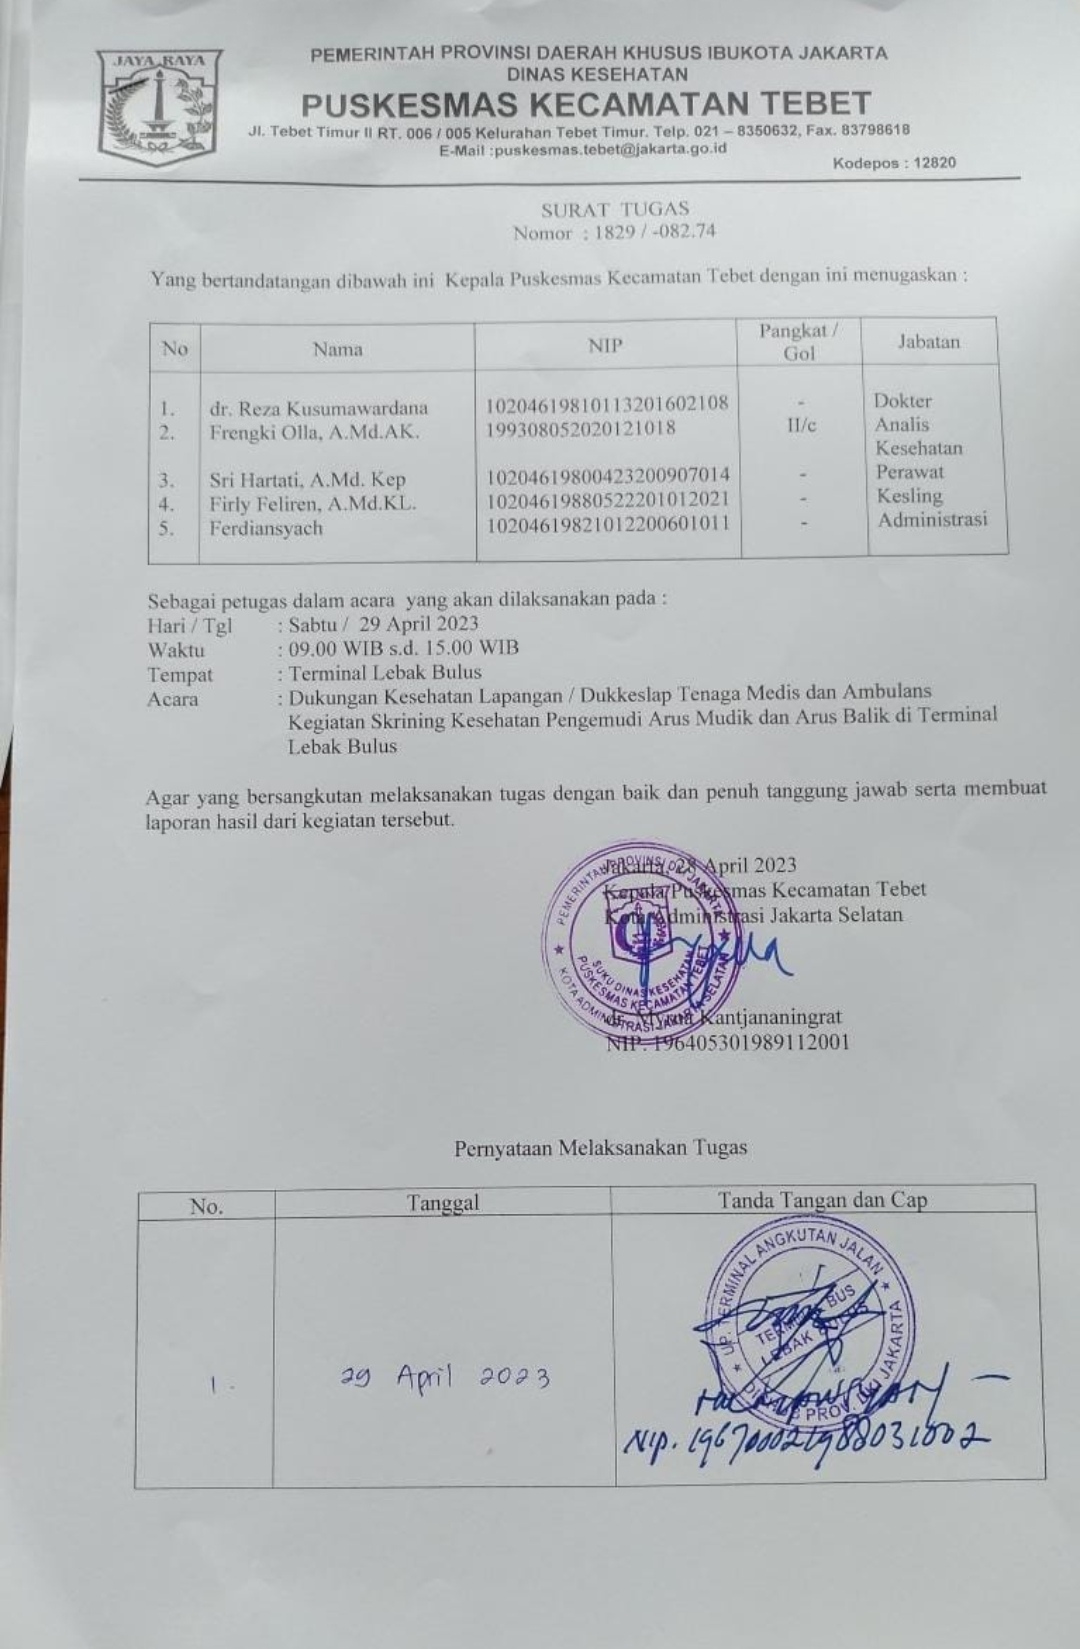 JAYA RAYA
PEMERINTAH PROVINSI DAERAH KHUSUS IBUKOTA JAKARTA
DINAS KESEHATAN
PUSKESMAS KECAMATAN TEBET
Jl. Tebet Timur II RT. 006 / 005 Kelurahan Tebet Timur. Telp. 021 – 8350632, Fax. 83798618
E-Mail :puskesmas.tebet@jakarta.go.id
Kodepos : 12820
SURAT TUGAS
Nomor : 1829 / -082.74
Yang bertandatangan dibawah ini Kepala Puskesmas Kecamatan Tebet dengan ini menugaskan :
No Nama NIP Pangkat / Gol Jabatan
1. dr. Reza Kusumawardana 10204619810113201602108 - Dokter
2. Frengki Olla, A.Md.AK. 199308052020121018 II/c Analis
Kesehatan
3. Sri Hartati, A.Md. Kep 10204619800423200907014 - Perawat
4. Firly Feliren, A.Md.KL. 10204619880522201012021 - Kesling
5. Ferdiansyach 10204619821012200601011 - Administrasi
Sebagai petugas dalam acara yang akan dilaksanakan pada :
Hari / Tgl : Sabtu / 29 April 2023
Waktu : 09.00 WIB s.d. 15.00 WIB
Tempat : Terminal Lebak Bulus
Acara : Dukungan Kesehatan Lapangan / Dukkeslap Tenaga Medis dan Ambulans
Kegiatan Skrining Kesehatan Pengemudi Arus Mudik dan Arus Balik di Terminal
Lebak Bulus
Agar yang bersangkutan melaksanakan tugas dengan baik dan penuh tanggung jawab serta membuat
laporan hasil dari kegiatan tersebut.
Jakarta, 28 April 2023
Kepala Puskesmas Kecamatan Tebet
Kota Administrasi Jakarta Selatan
PEMERINTAH PROVINSI DKI JAKARTA
SUKU DINAS KESEHATAN
PUSKESMAS KECAMATAN TEBET
KOTA ADMINISTRASI JAKARTA SELATAN
dr. Myrna Kantjananingrat
NIP. 196405301989112001
Pernyataan Melaksanakan Tugas
No. Tanggal Tanda Tangan dan Cap
1. 29 April 2023
UP. TERMINAL ANGKUTAN JALAN
TERMINAL BUS
LEBAK BULUS
DISHUB PROV. DKI JAKARTA